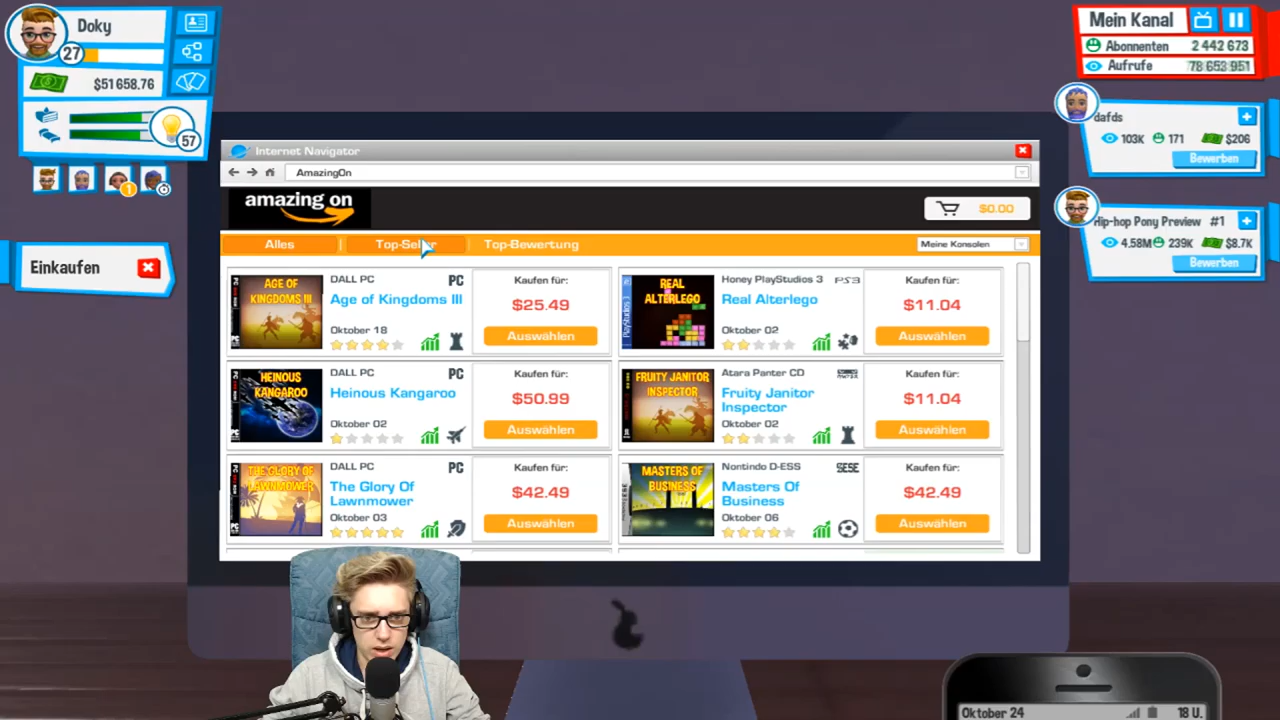 Doky
27
$51 658.76
57
1
Einkaufen
Mein Kanal
Abonnenten 2 442 673
Aufrufe 78 653 951
dafds
103K 171 $206
Bewerben
Hip-hop Pony Preview #1
4.58M 239K $8.7K
Bewerben
Internet Navigator
AmazingOn
amazing on
$0.00
Alles
Top-Seller
Top-Bewertung
Meine Konsolen
AGE OF
KINGDOMS III
DALL PC PC
Age of Kingdoms III
Oktober 18
Kaufen für:
$25.49
Auswählen
REAL
ALTERLEGO
Honey PlayStudios 3 PS3
Real Alterlego
Oktober 02
Kaufen für:
$11.04
Auswählen
HEINOUS
KANGAROO
DALL PC PC
Heinous Kangaroo
Oktober 02
Kaufen für:
$50.99
Auswählen
FRUITY JANITOR
INSPECTOR
Atara Panter CD
Fruity Janitor
Inspector
Oktober 02
Kaufen für:
$11.04
Auswählen
THE GLORY OF
LAWNMOWER
DALL PC PC
The Glory Of
Lawnmower
Oktober 03
Kaufen für:
$42.49
Auswählen
MASTERS OF
BUSINESS
Nontindo D-ESS SESE
Masters Of
Business
Oktober 06
Kaufen für:
$42.49
Auswählen
Oktober 24 18 U.